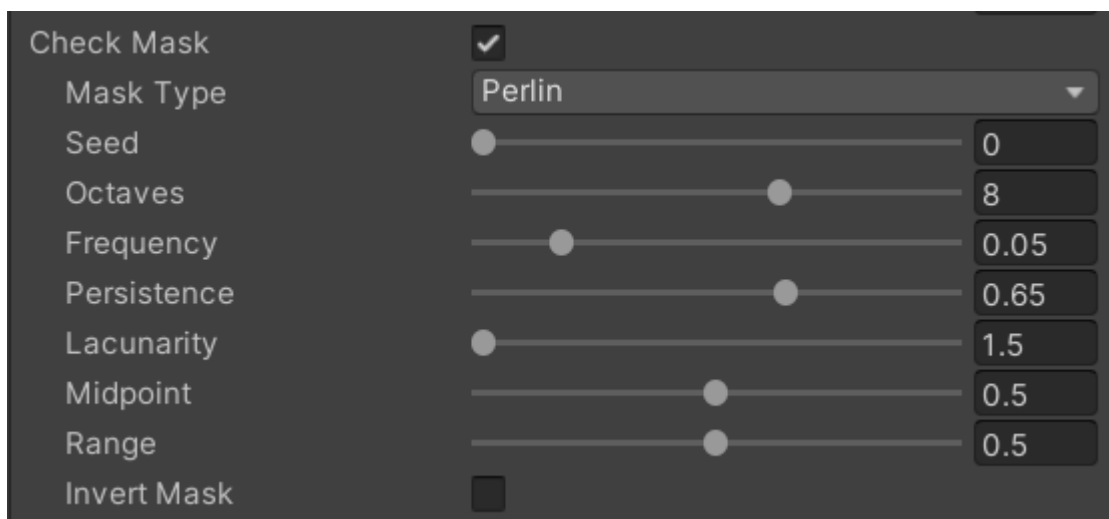 Check Mask
Mask Type Perlin
Seed 0
Octaves 8
Frequency 0.05
Persistence 0.65
Lacunarity 1.5
Midpoint 0.5
Range 0.5
Invert Mask